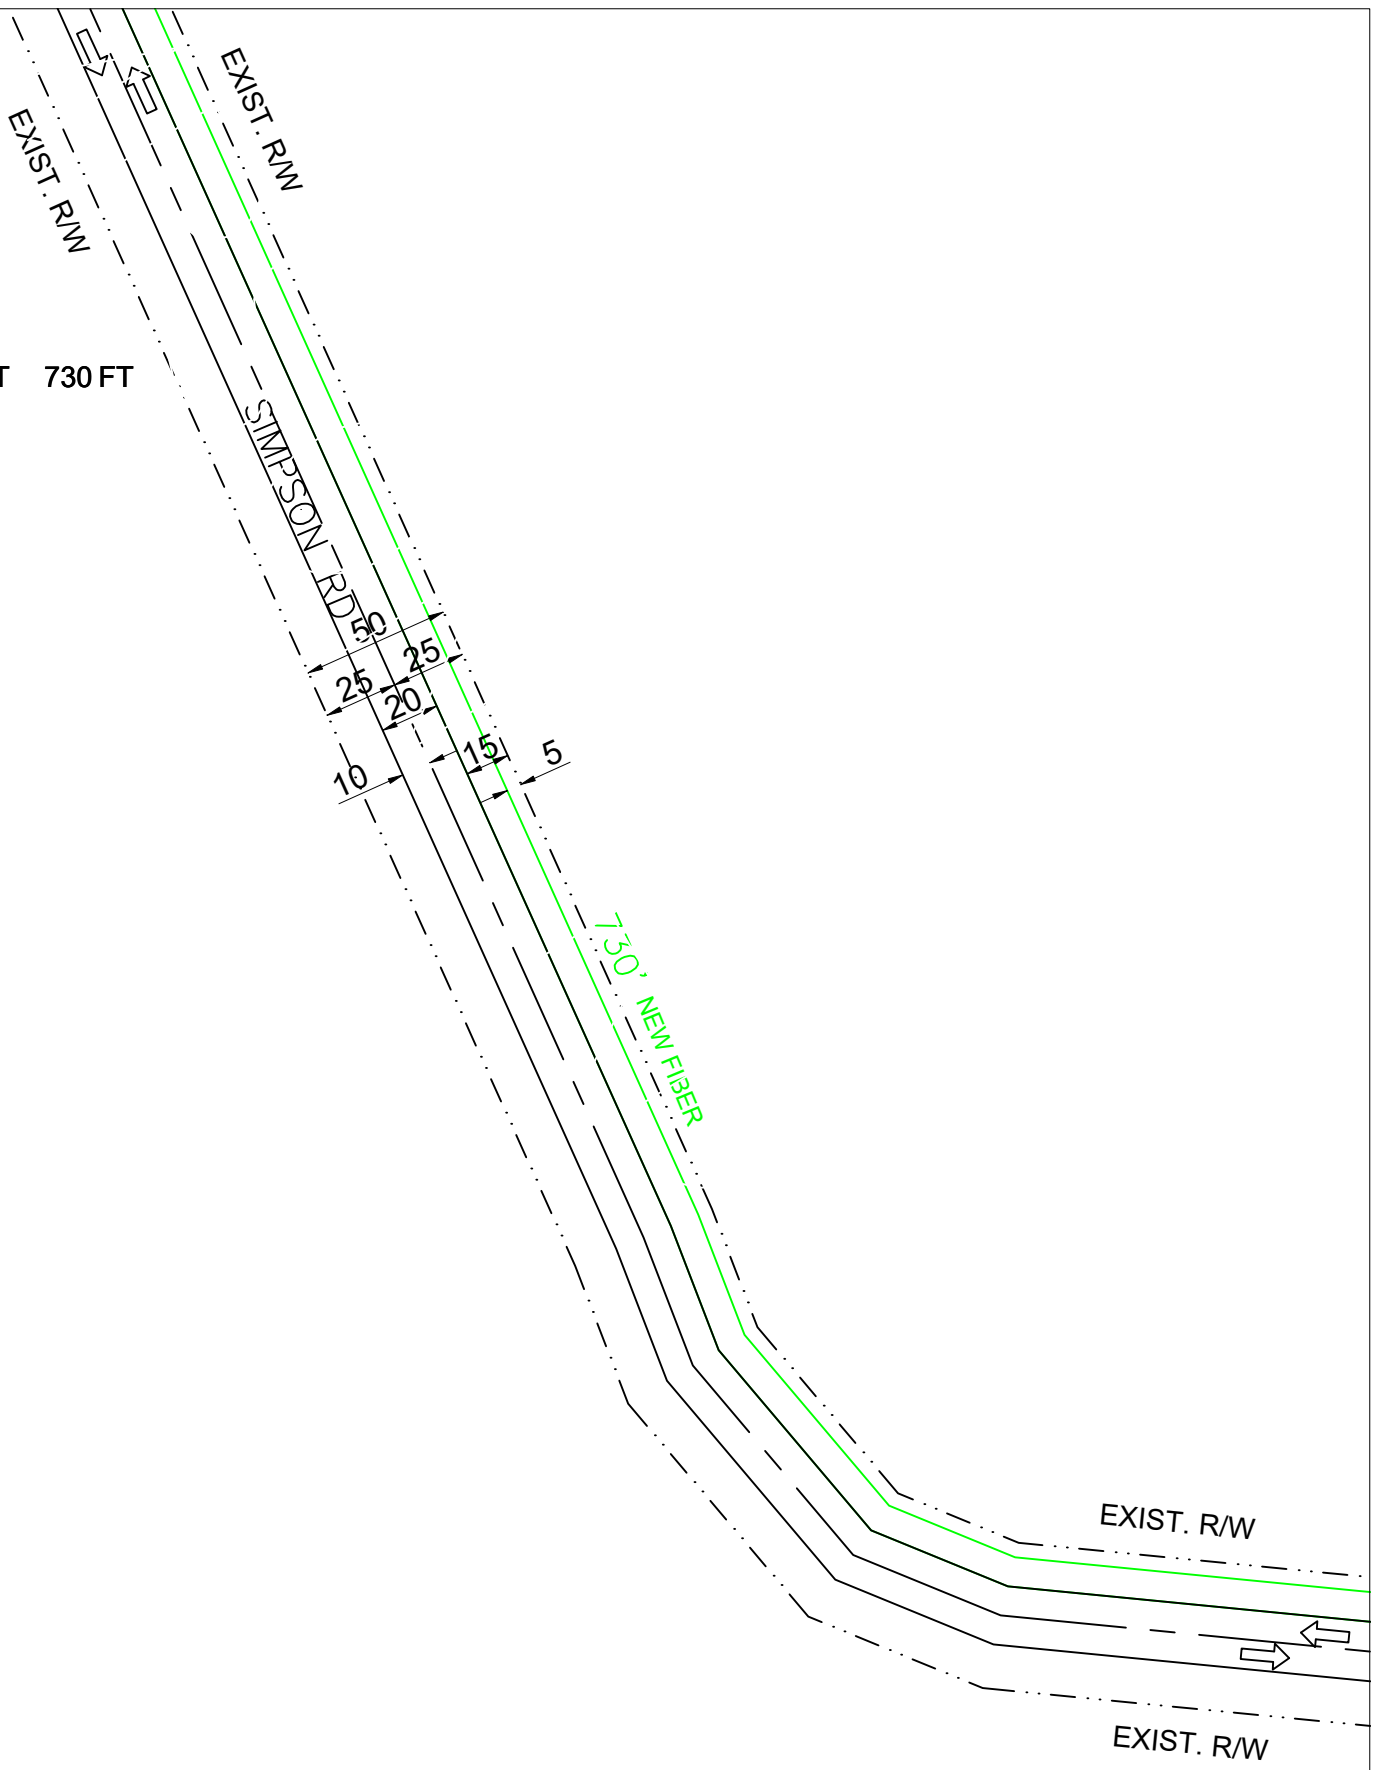 EXIST. R/W
EXIST. R/W
T 730 FT
SIMPSON RD
50
25
25
20
15
5
10
730' NEW FIBER
EXIST. R/W
EXIST. R/W